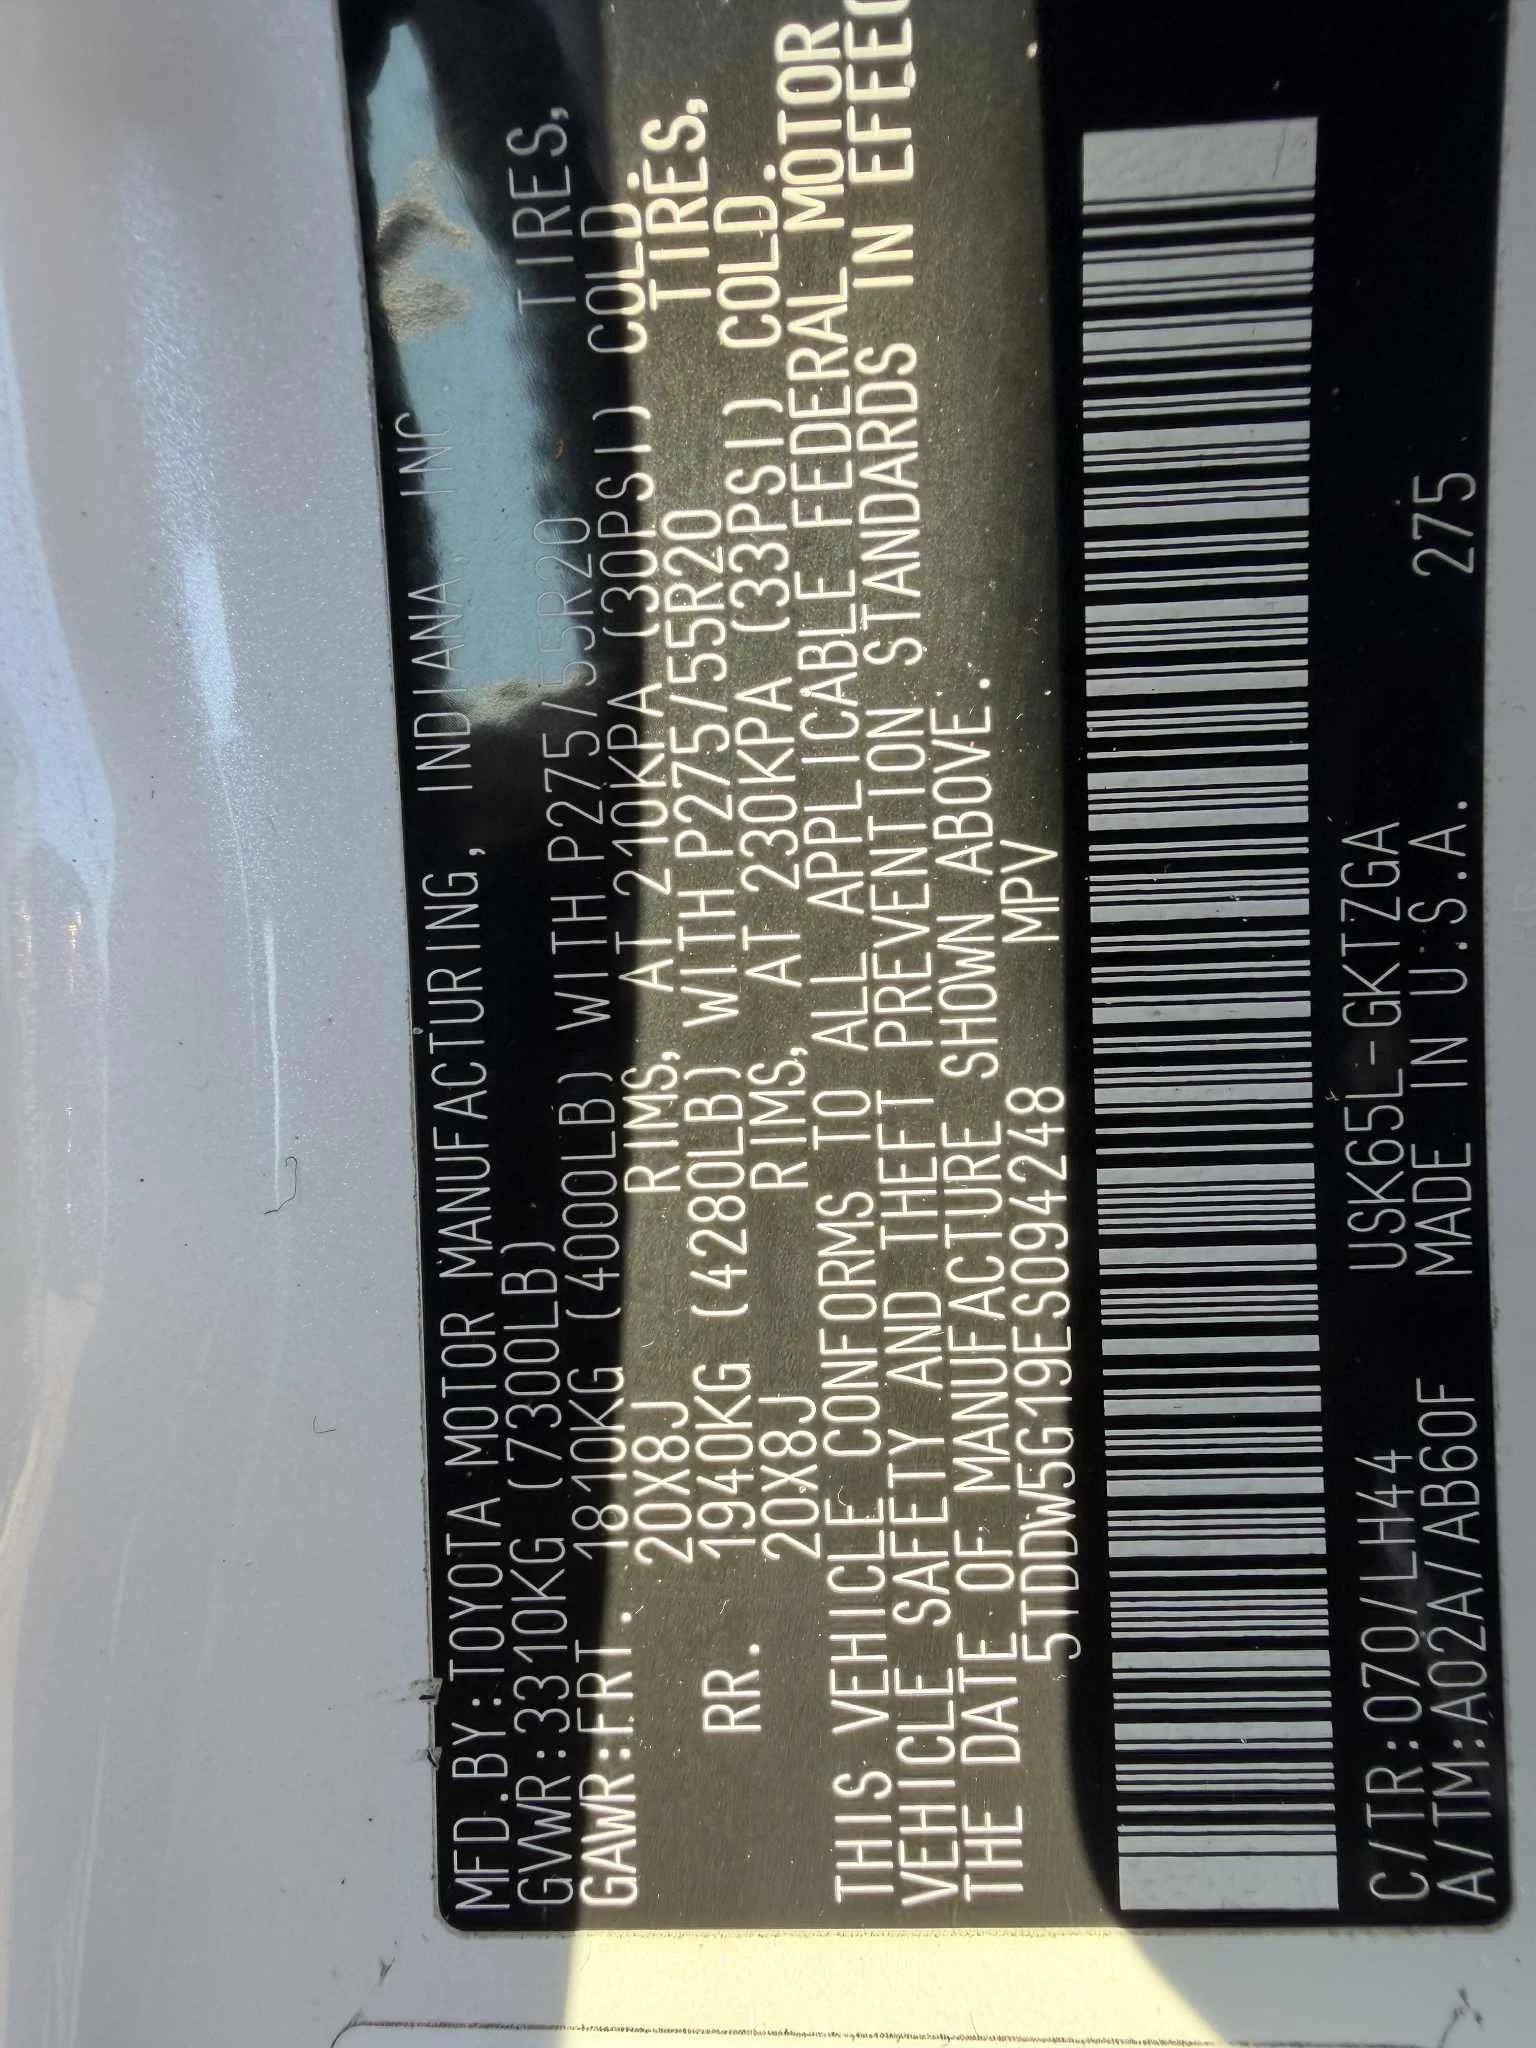 MFD.BY:TOYOTA MOTOR MANUFACTURING, INDIANA, INC
GVWR:3310KG (7300LB)
GAWR:FRT. 1810KG (4000LB) WITH P275/55R20 TIRES,
20X8J RIMS, AT 210KPA (30PSI) COLD.
RR. 1940KG (4280LB) WITH P275/55R20 TIRES,
20X8J RIMS, AT 230KPA (33PSI) COLD.
THIS VEHICLE CONFORMS TO ALL APPLICABLE FEDERAL MOTOR
VEHICLE SAFETY AND THEFT PREVENTION STANDARDS IN EFFEC
THE DATE OF MANUFACTURE SHOWN ABOVE.
5TDDW5G19ES094248 MPV
C/TR:070/LH44 USK65L-GKTZGA
A/TM:A02A/AB60F MADE IN U.S.A. 275